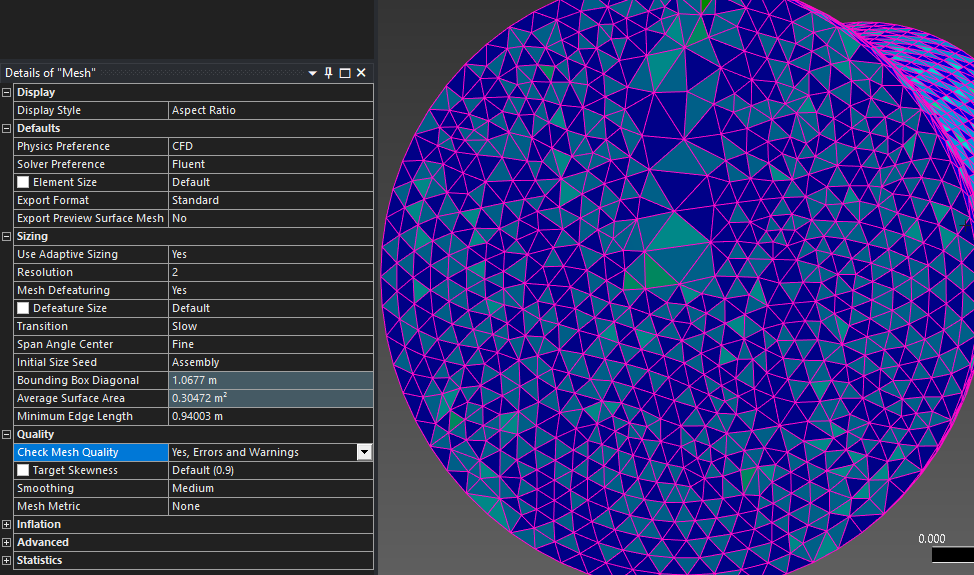 Details of "Mesh"
Display
Display Style Aspect Ratio
Defaults
Physics Preference CFD
Solver Preference Fluent
Element Size Default
Export Format Standard
Export Preview Surface Mesh No
Sizing
Use Adaptive Sizing Yes
Resolution 2
Mesh Defeaturing Yes
Defeature Size Default
Transition Slow
Span Angle Center Fine
Initial Size Seed Assembly
Bounding Box Diagonal 1.0677 m
Average Surface Area 0.30472 m²
Minimum Edge Length 0.94003 m
Quality
Check Mesh Quality Yes, Errors and Warnings
Target Skewness Default (0.9)
Smoothing Medium
Mesh Metric None
Inflation
Advanced
Statistics
0.000